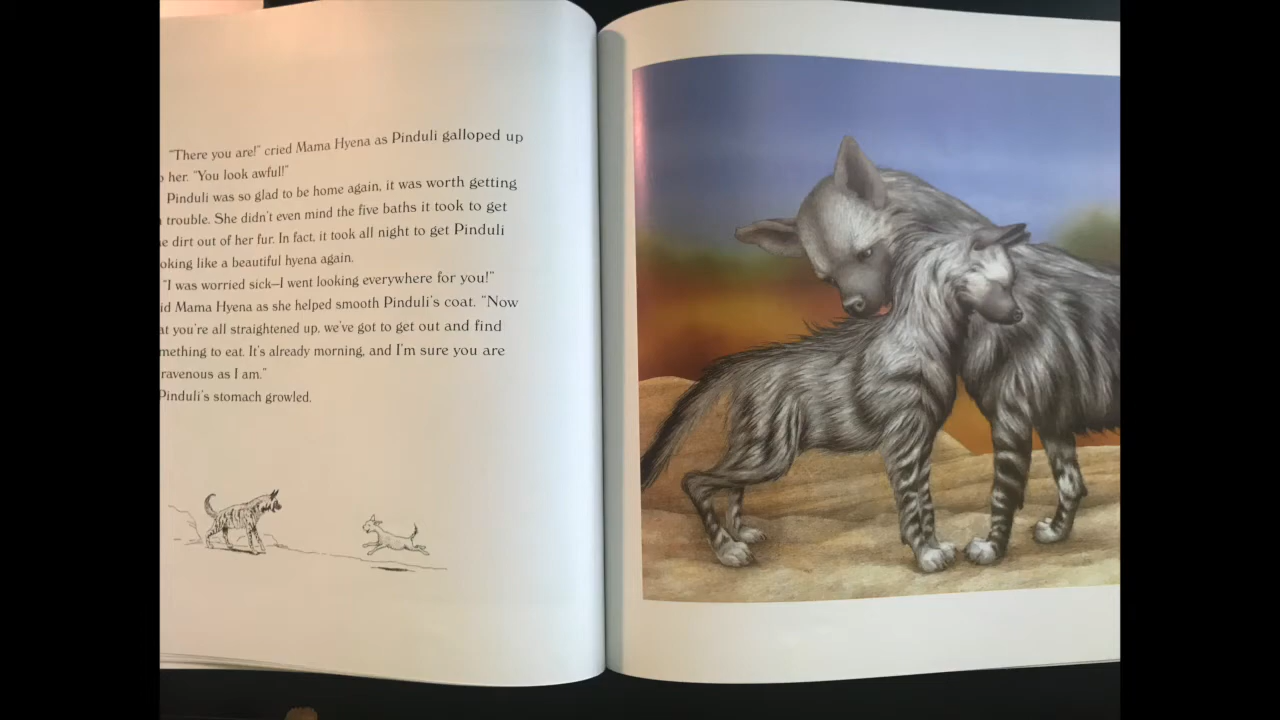 "There you are!" cried Mama Hyena as Pinduli galloped up
o her. "You look awful!"
Pinduli was so glad to be home again, it was worth getting
trouble. She didn't even mind the five baths it took to get
e dirt out of her fur. In fact, it took all night to get Pinduli
oking like a beautiful hyena again.
"I was worried sick—I went looking everywhere for you!"
id Mama Hyena as she helped smooth Pinduli's coat. "Now
at you're all straightened up, we've got to get out and find
mething to eat. It's already morning, and I'm sure you are
ravenous as I am."
Pinduli's stomach growled.